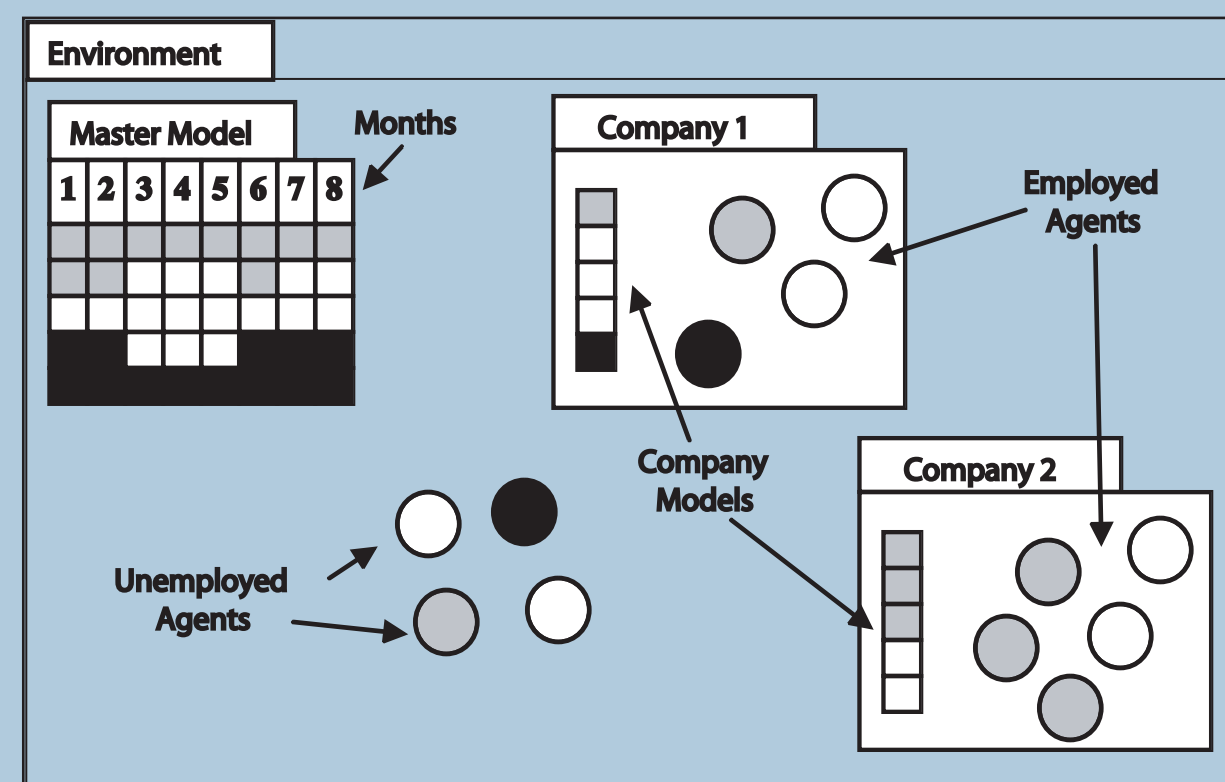 Environment
Master Model
Months
1 2 3 4 5 6 7 8
Company 1
Employed
Agents
Company
Models
Company 2
Unemployed
Agents